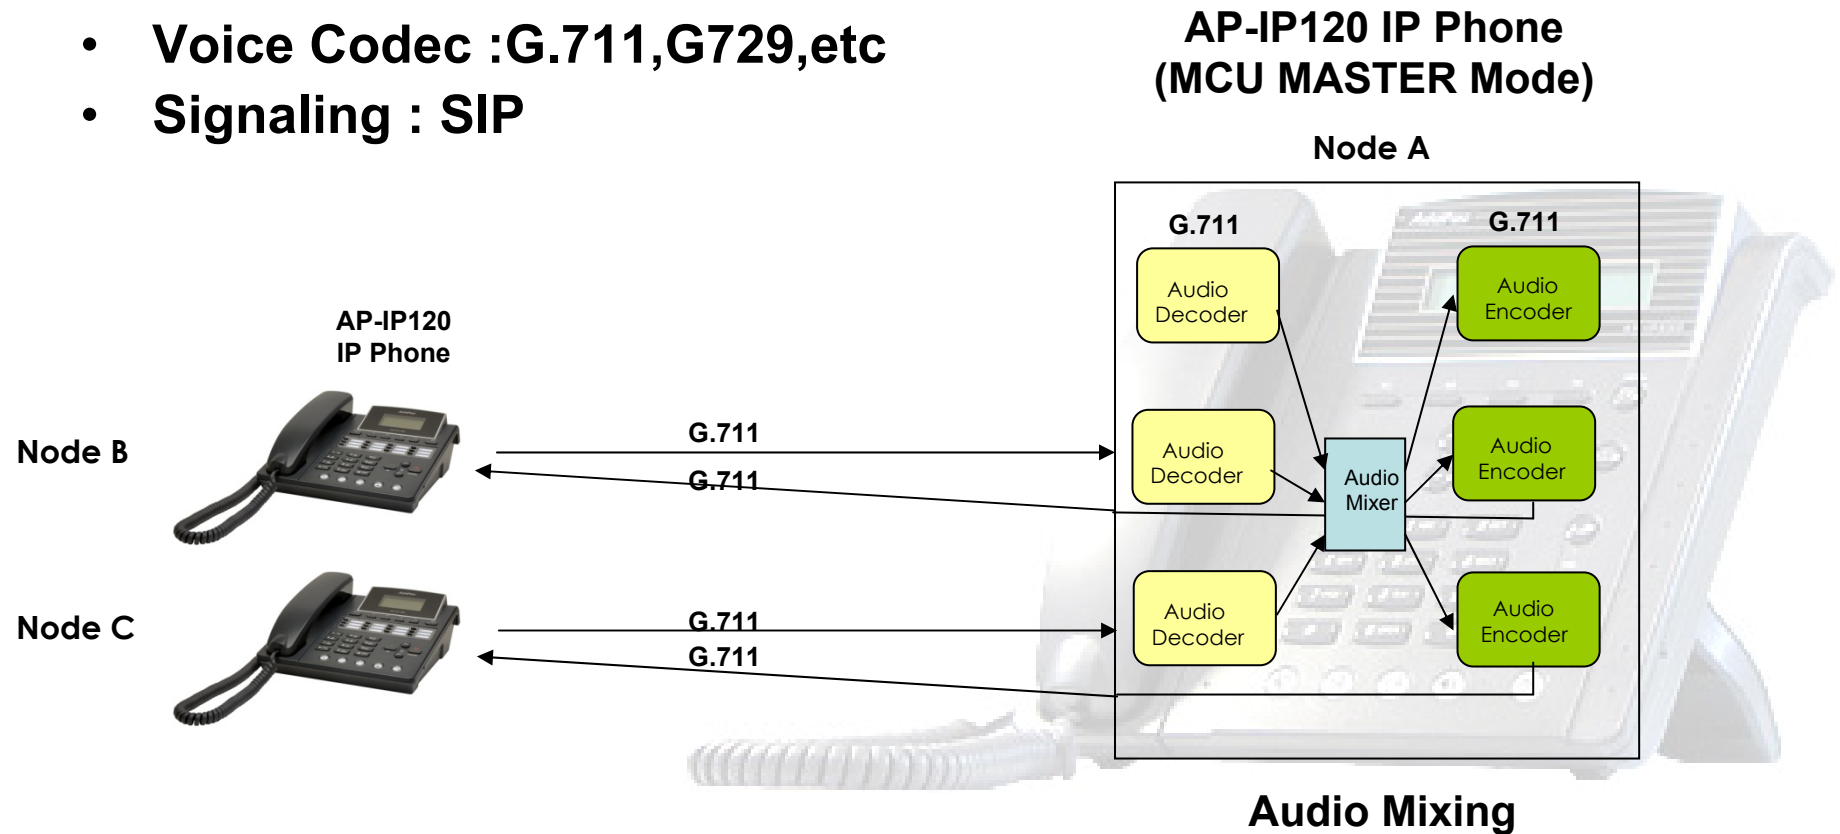 • Voice Codec :G.711,G729,etc
• Signaling : SIP
AP-IP120 IP Phone
(MCU MASTER Mode)
Node A
G.711
G.711
Audio
Decoder
Audio
Encoder
AP-IP120
IP Phone
Node B
G.711
G.711
Audio
Decoder
Audio
Mixer
Audio
Encoder
Node C
G.711
G.711
Audio
Decoder
Audio
Encoder
Audio Mixing